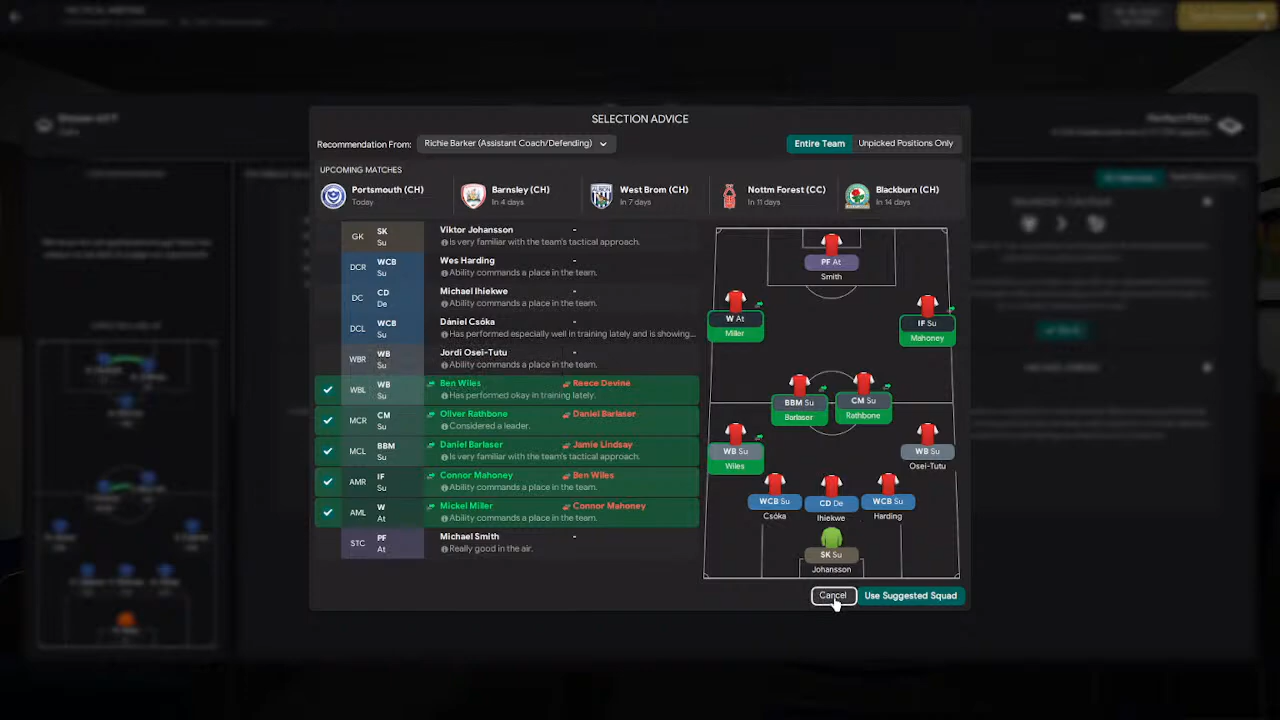 SELECTION ADVICE
Recommendation From: Richie Barker (Assistant Coach/Defending)
Entire Team
Unpicked Positions Only
UPCOMING MATCHES
Portsmouth (CH)
Today
Barnsley (CH)
In 4 days
West Brom (CH)
In 7 days
Nottm Forest (CC)
In 11 days
Blackburn (CH)
In 14 days
GK SK Su Viktor Johansson -
Is very familiar with the team's tactical approach.
DCR WCB Su Wes Harding -
Ability commands a place in the team.
DC CD De Michael Ihiekwe -
Ability commands a place in the team.
DCL WCB Su Dániel Csóka -
Has performed especially well in training lately and is showing...
WBR WB Su Jordi Osei-Tutu -
Ability commands a place in the team.
WBL WB Su Ben Wiles Reece Devine
Has performed okay in training lately.
MCR CM Su Oliver Rathbone Daniel Barlaser
Considered a leader.
MCL BBM Su Daniel Barlaser Jamie Lindsay
Is very familiar with the team's tactical approach.
AMR IF Su Connor Mahoney Ben Wiles
Ability commands a place in the team.
AML W At Mickel Miller Connor Mahoney
Ability commands a place in the team.
STC PF At Michael Smith -
Really good in the air.
PF At
Smith
W At
Miller
IF Su
Mahoney
BBM Su
Barlaser
CM Su
Rathbone
WB Su
Wiles
WB Su
Osei-Tutu
WCB Su
Csóka
CD De
Ihiekwe
WCB Su
Harding
SK Su
Johansson
Cancel
Use Suggested Squad